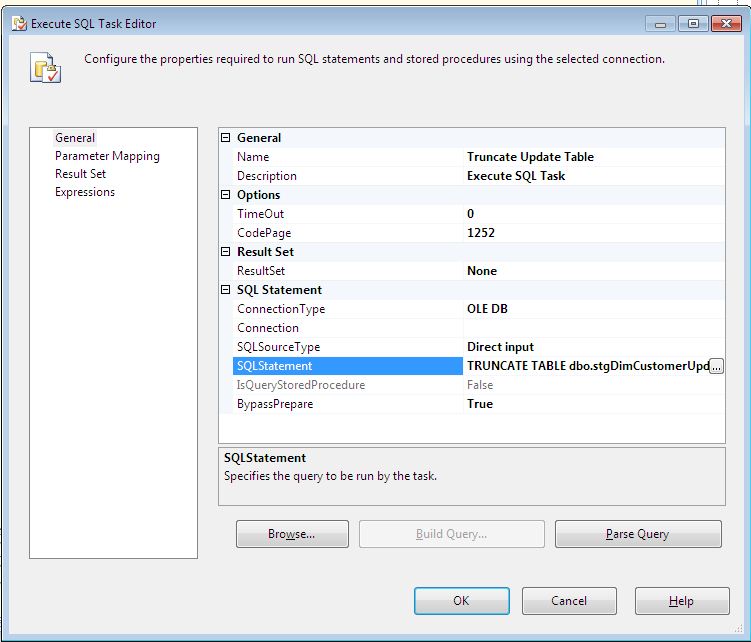 Execute SQL Task Editor
Configure the properties required to run SQL statements and stored procedures using the selected connection.
General
Parameter Mapping
Result Set
Expressions
General
Name Truncate Update Table
Description Execute SQL Task
Options
TimeOut 0
CodePage 1252
Result Set
ResultSet None
SQL Statement
ConnectionType OLE DB
Connection
SQLSourceType Direct input
SQLStatement TRUNCATE TABLE dbo.stgDimCustomerUpd ...
IsQueryStoredProcedure False
BypassPrepare True
SQLStatement
Specifies the query to be run by the task.
Browse... Build Query... Parse Query
OK Cancel Help